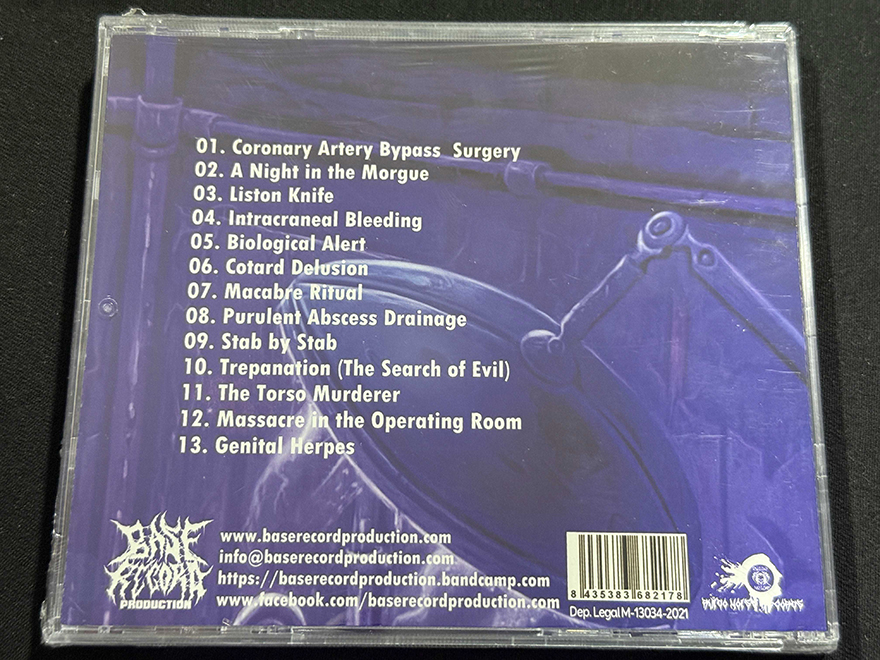 01. Coronary Artery Bypass Surgery
02. A Night in the Morgue
03. Liston Knife
04. Intracraneal Bleeding
05. Biological Alert
06. Cotard Delusion
07. Macabre Ritual
08. Purulent Abscess Drainage
09. Stab by Stab
10. Trepanation (The Search of Evil)
11. The Torso Murderer
12. Massacre in the Operating Room
13. Genital Herpes
BASE
RECORD
PRODUCTION
www.baserecordproduction.com
info@baserecordproduction.com
https://baserecordproduction.bandcamp.com
www.facebook.com/baserecordproduction.com
8 435383 682178
Dep. Legal M-13034-2021